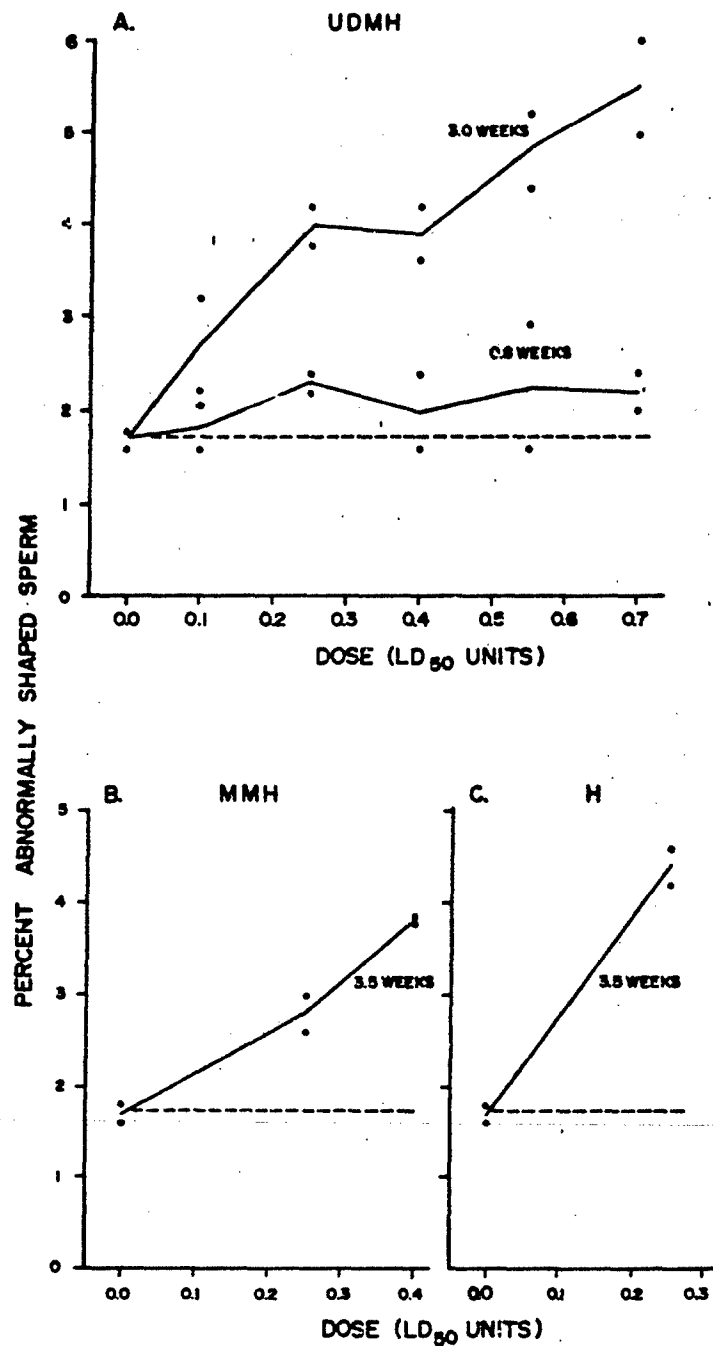 A. UDMH
6
5
4
3
2
1
0
3.0 WEEKS
0.8 WEEKS
0.0 0.1 0.2 0.3 0.4 0.5 0.6 0.7
DOSE (LD50 UNITS)
PERCENT ABNORMALLY SHAPED SPERM
B. MMH
5
4
3
2
1
0
3.5 WEEKS
0.0 0.1 0.2 0.3 0.4
C. H
3.5 WEEKS
0.0 0.1 0.2 0.3
DOSE (LD50 UNITS)